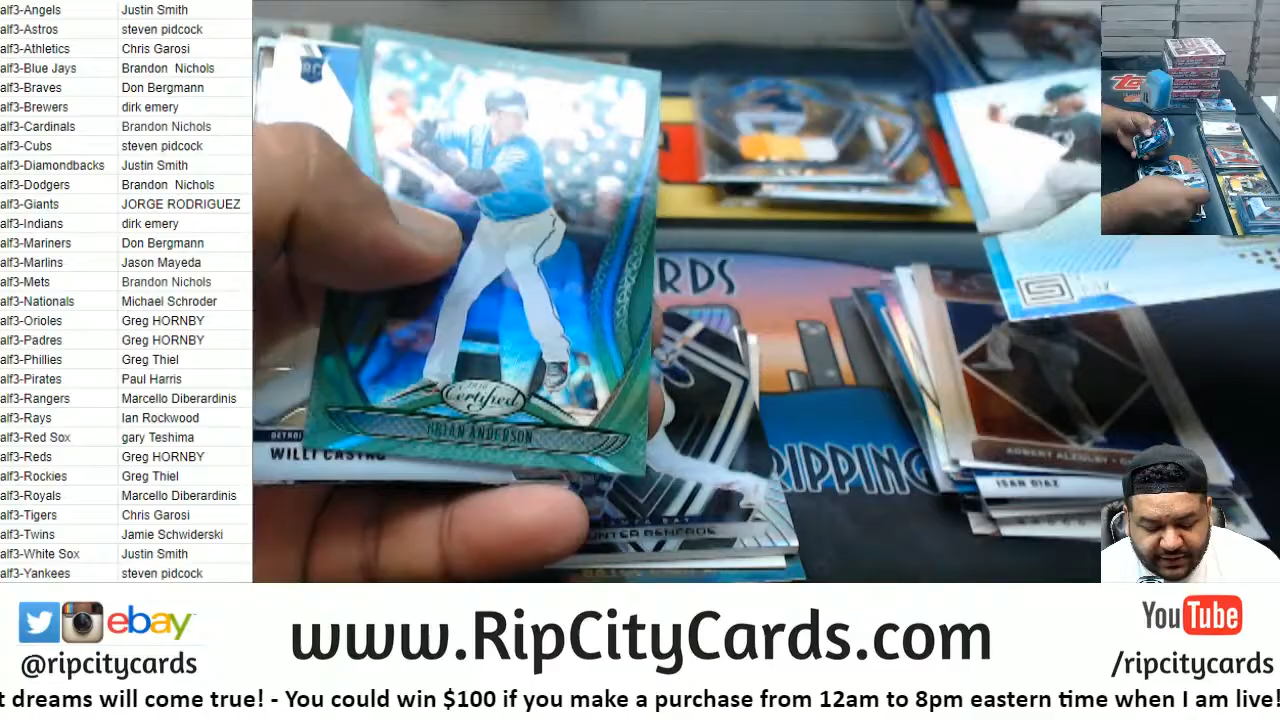 alf3-Angels Justin Smith
alf3-Astros steven pidcock
alf3-Athletics Chris Garosi
alf3-Blue Jays Brandon Nichols
alf3-Braves Don Bergmann
alf3-Brewers dirk emery
alf3-Cardinals Brandon Nichols
alf3-Cubs steven pidcock
alf3-Diamondbacks Justin Smith
alf3-Dodgers Brandon Nichols
alf3-Giants JORGE RODRIGUEZ
alf3-Indians dirk emery
alf3-Mariners Don Bergmann
alf3-Marlins Jason Mayeda
alf3-Mets Brandon Nichols
alf3-Nationals Michael Schroder
alf3-Orioles Greg HORNBY
alf3-Padres Greg HORNBY
alf3-Phillies Greg Thiel
alf3-Pirates Paul Harris
alf3-Rangers Marcello Diberardinis
alf3-Rays Ian Rockwood
alf3-Red Sox gary Teshima
alf3-Reds Greg HORNBY
alf3-Rockies Greg Thiel
alf3-Royals Marcello Diberardinis
alf3-Tigers Chris Garosi
alf3-Twins Jamie Schwiderski
alf3-White Sox Justin Smith
alf3-Yankees steven pidcock
RC
Certified
BRIAN ANDERSON
DETROI
WILLI CASTRO
TAMPA BAY
HUNTER RENFROE
CARDS
RIPPING
ISAN DIAZ
ebay
@ripcitycards
www.RipCityCards.com
YouTube
/ripcitycards
t dreams will come true! - You could win $100 if you make a purchase from 12am to 8pm eastern time when I am live!